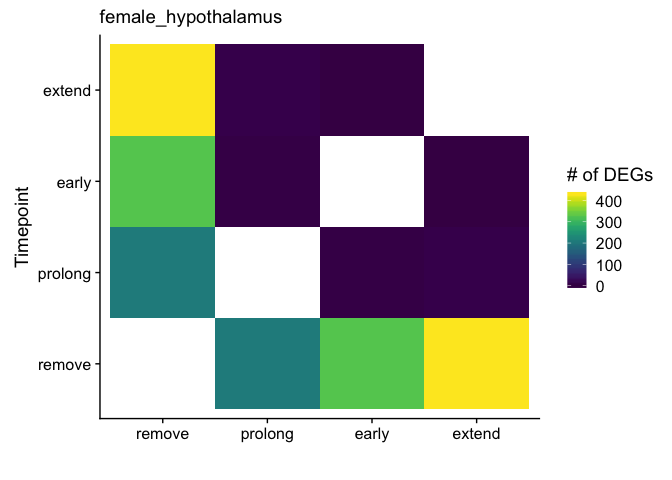 female_hypothalamus
extend
early
prolong
remove
Timepoint
remove prolong early extend
# of DEGs
400
300
200
100
0